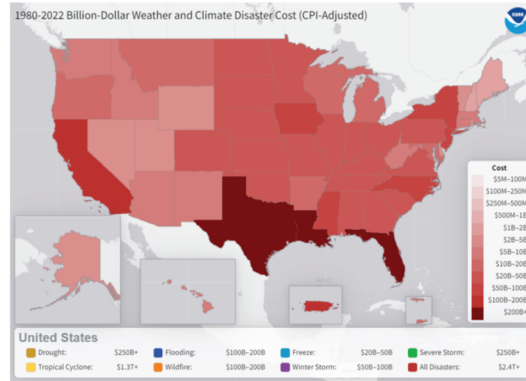 1980-2022 Billion-Dollar Weather and Climate Disaster Cost (CPI-Adjusted)
NOAA
Cost
$5M-100M
$100M-250M
$250M-500M
$500M-1B
$1B-2B
$2B-5B
$5B-10B
$10B-20B
$20B-50B
$50B-100B
$100B-200B
$200B+
United States
Drought: $250B+ Flooding: $100B-200B Freeze: $20B-50B Severe Storm: $250B+
Tropical Cyclone: $1.3T+ Wildfire: $100B-200B Winter Storm: $50B-100B All Disasters: $2.4T+